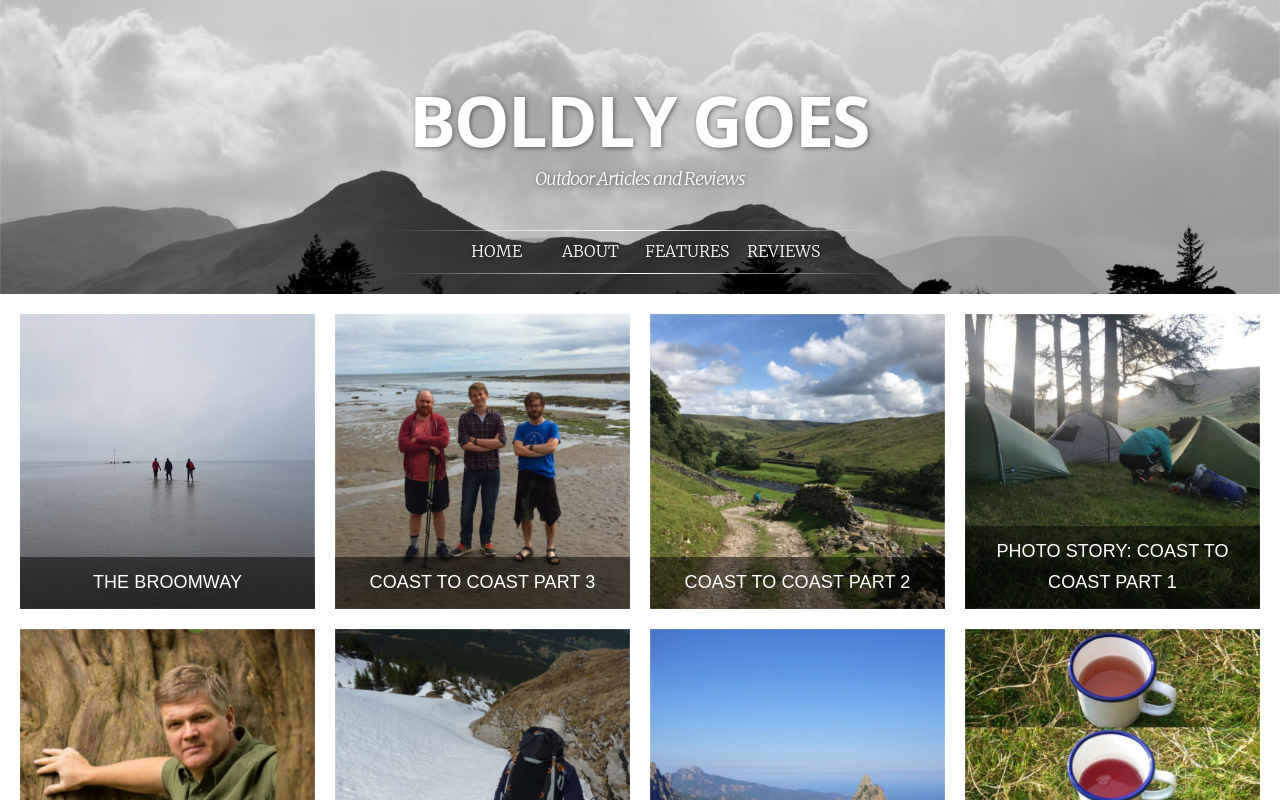 BOLDLY GOES
Outdoor Articles and Reviews
HOME ABOUT FEATURES REVIEWS
THE BROOMWAY
COAST TO COAST PART 3
COAST TO COAST PART 2
PHOTO STORY: COAST TO
COAST PART 1